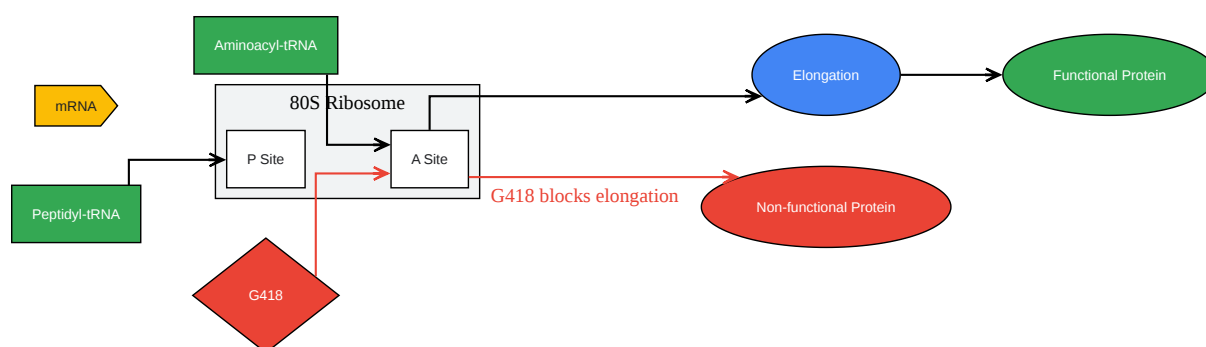 Aminoacyl-tRNA
Elongation
Functional Protein
mRNA
80S Ribosome
P Site
A Site
G418 blocks elongation
Peptidyl-tRNA
Non-functional Protein
G418